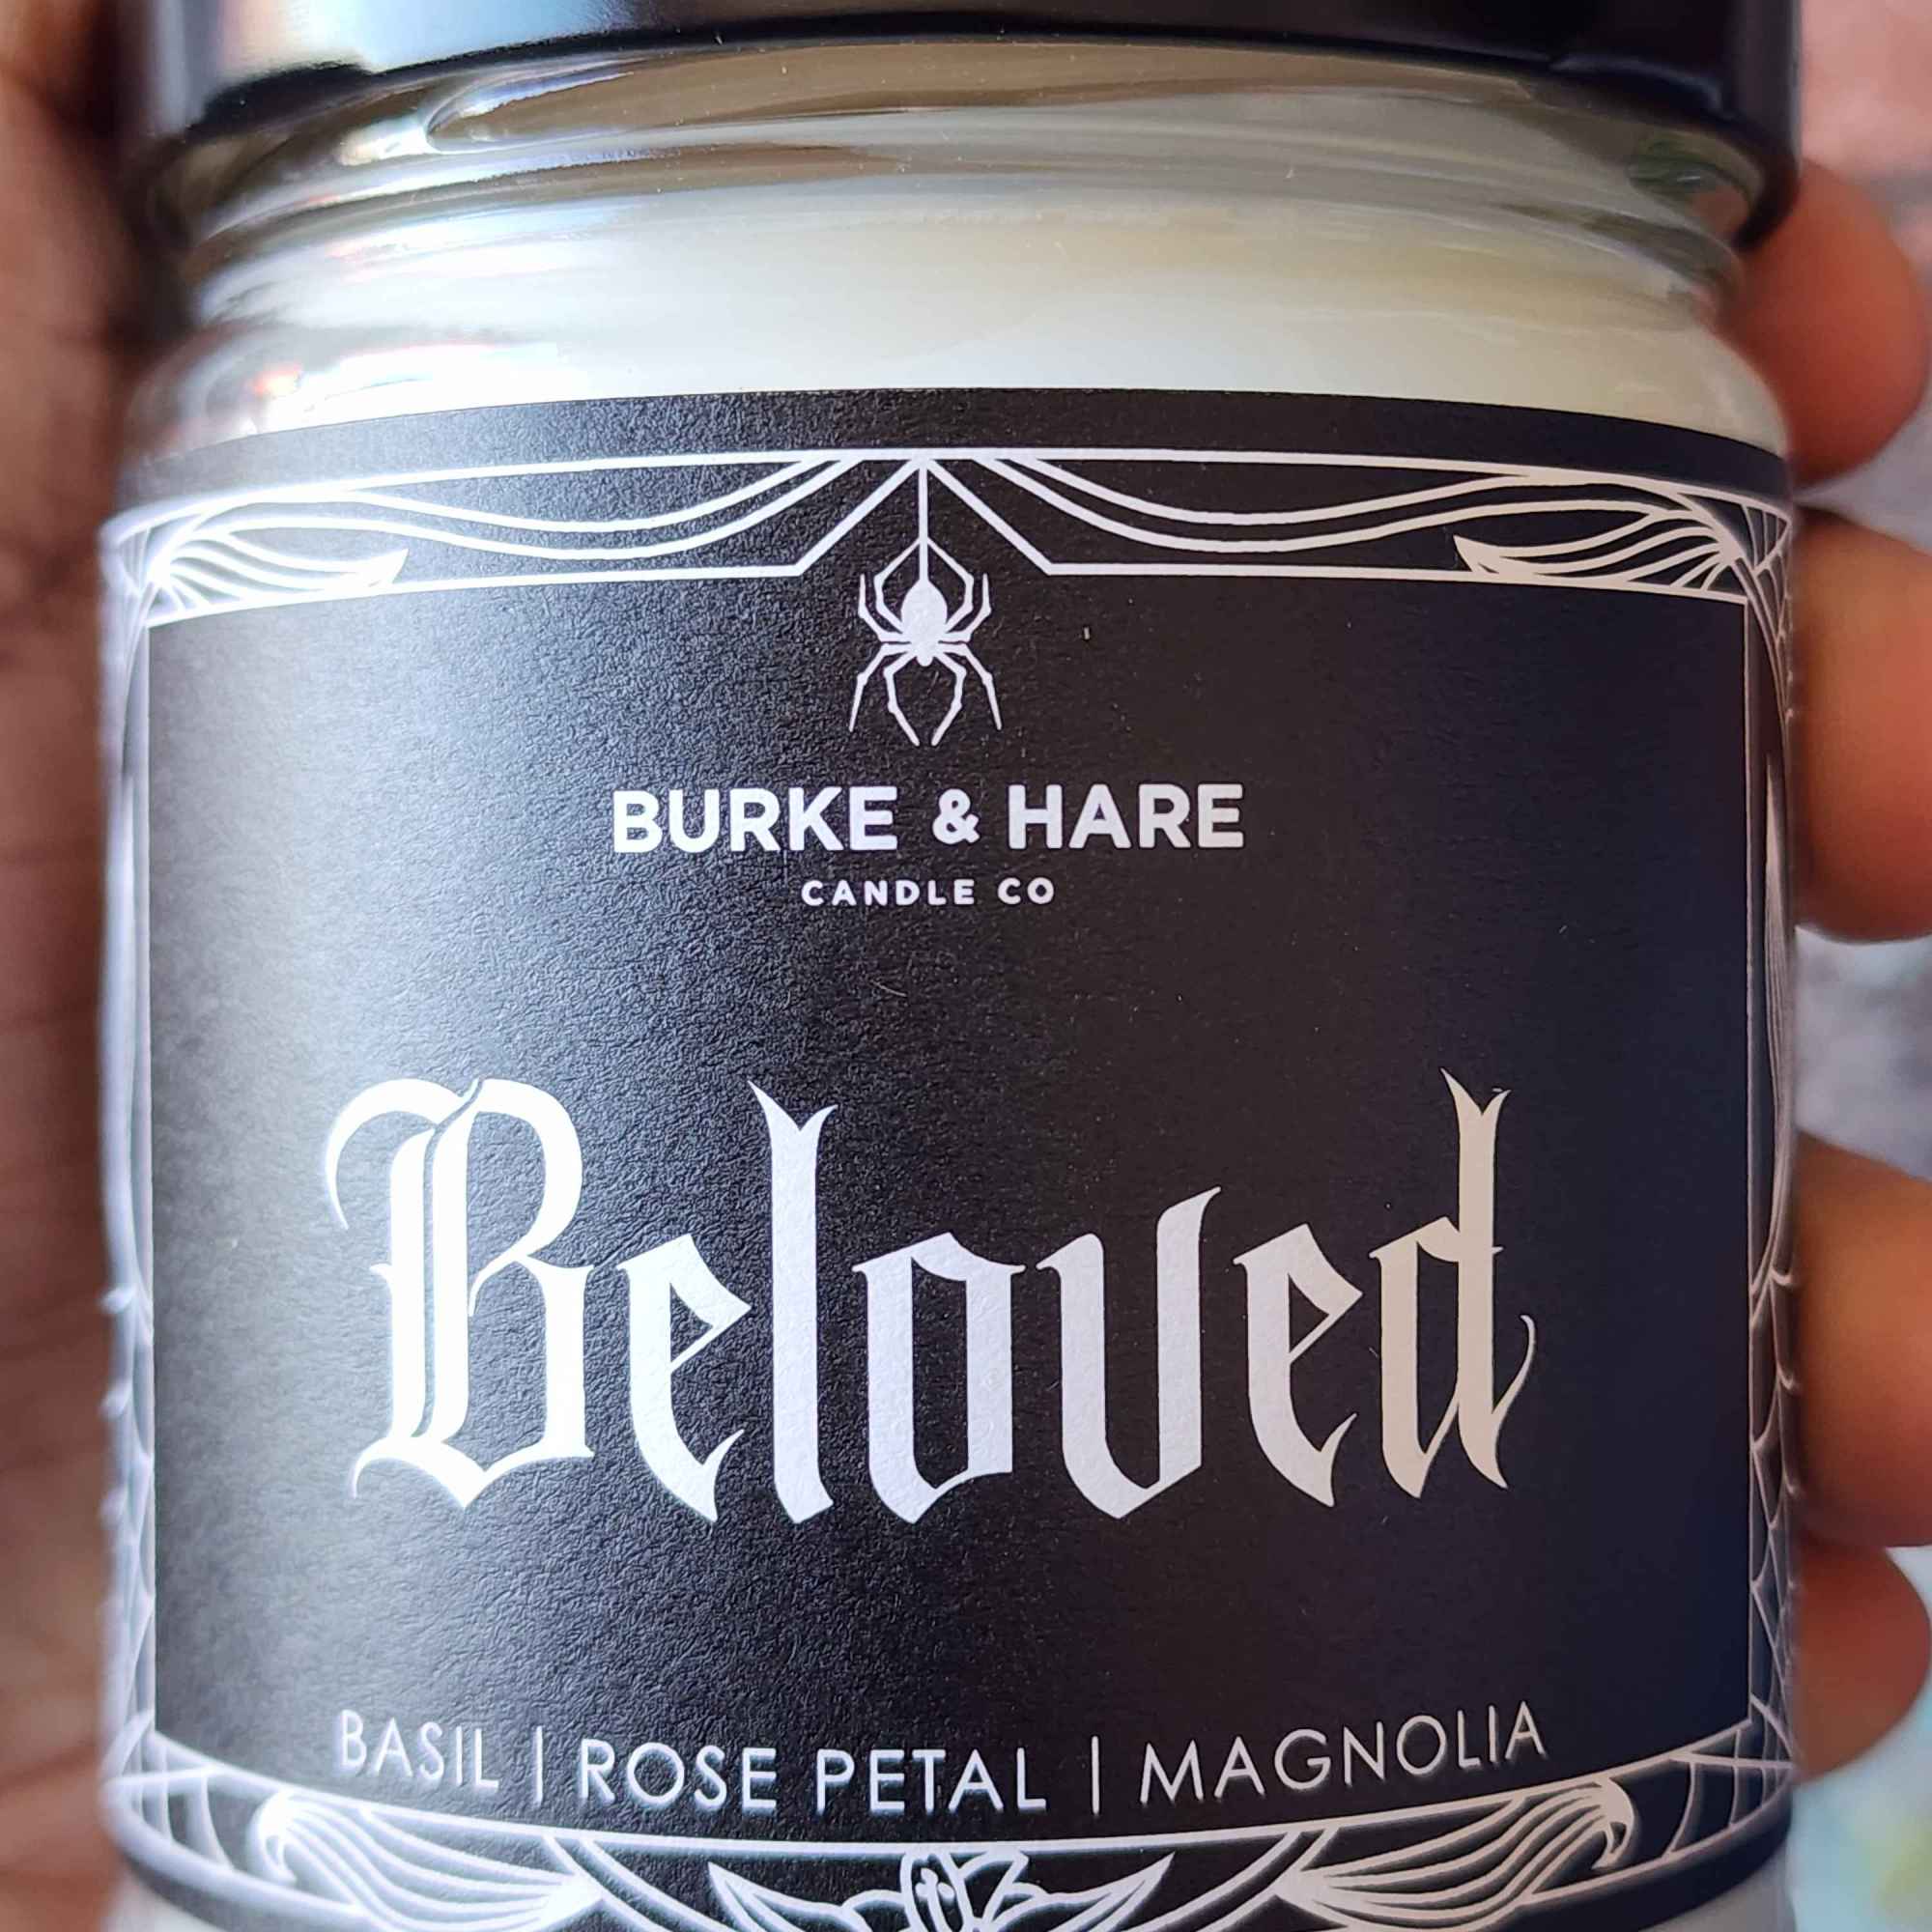 BURKE & HARE
CANDLE CO
Beloved
BASIL | ROSE PETAL | MAGNOLIA